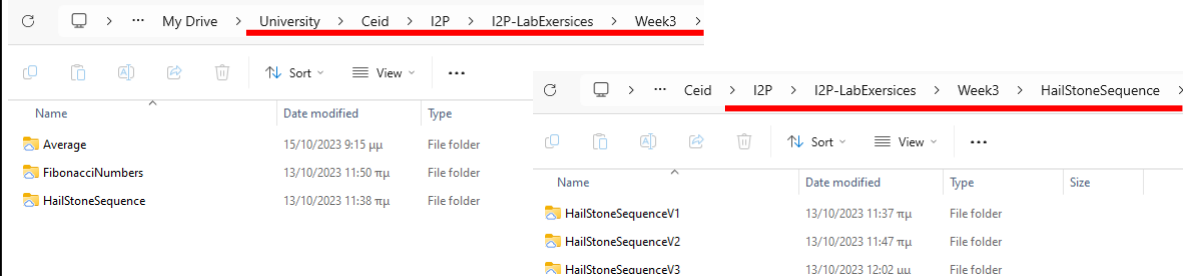 My Drive > University > Ceid > I2P > I2P-LabExersices > Week3 >
Sort View
Name Date modified Type
Average 15/10/2023 9:15 μμ File folder
FibonacciNumbers 13/10/2023 11:50 πμ File folder
HailStoneSequence 13/10/2023 11:38 πμ File folder
Ceid > I2P > I2P-LabExersices > Week3 > HailStoneSequence >
Sort View
Name Date modified Type Size
HailStoneSequenceV1 13/10/2023 11:37 πμ File folder
HailStoneSequenceV2 13/10/2023 11:47 πμ File folder
HailStoneSequenceV3 13/10/2023 12:02 μμ File folder